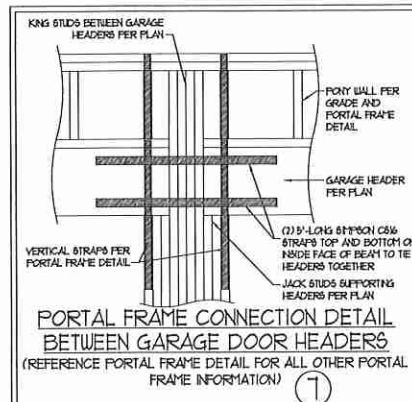 KING STUDS BETWEEN GARAGE
HEADERS PER PLAN
PONY WALL PER
GRADE AND
PORTAL FRAME
DETAIL
GARAGE HEADER
PER PLAN
(2) 3'-LONG SIMPSON CS16
STRAPS TOP AND BOTTOM OF
INSIDE FACE OF BEAM TO TIE
HEADERS TOGETHER
VERTICAL STRAPS PER
PORTAL FRAME DETAIL
JACK STUDS SUPPORTING
HEADERS PER PLAN
PORTAL FRAME CONNECTION DETAIL
BETWEEN GARAGE DOOR HEADERS
(REFERENCE PORTAL FRAME DETAIL FOR ALL OTHER PORTAL
FRAME INFORMATION)
7